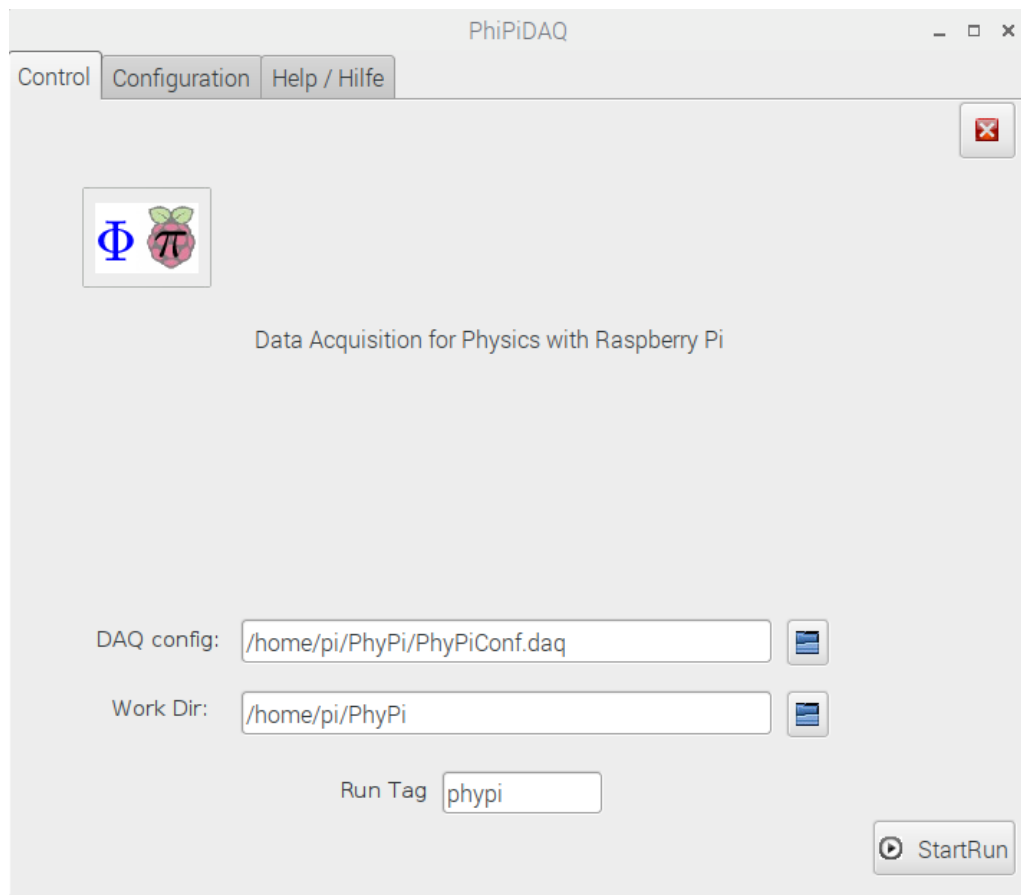 PhiPiDAQ
Control Configuration Help / Hilfe
Φ π
Data Acquisition for Physics with Raspberry Pi
DAQ config: /home/pi/PhyPi/PhyPiConf.daq
Work Dir: /home/pi/PhyPi
Run Tag phypi
StartRun